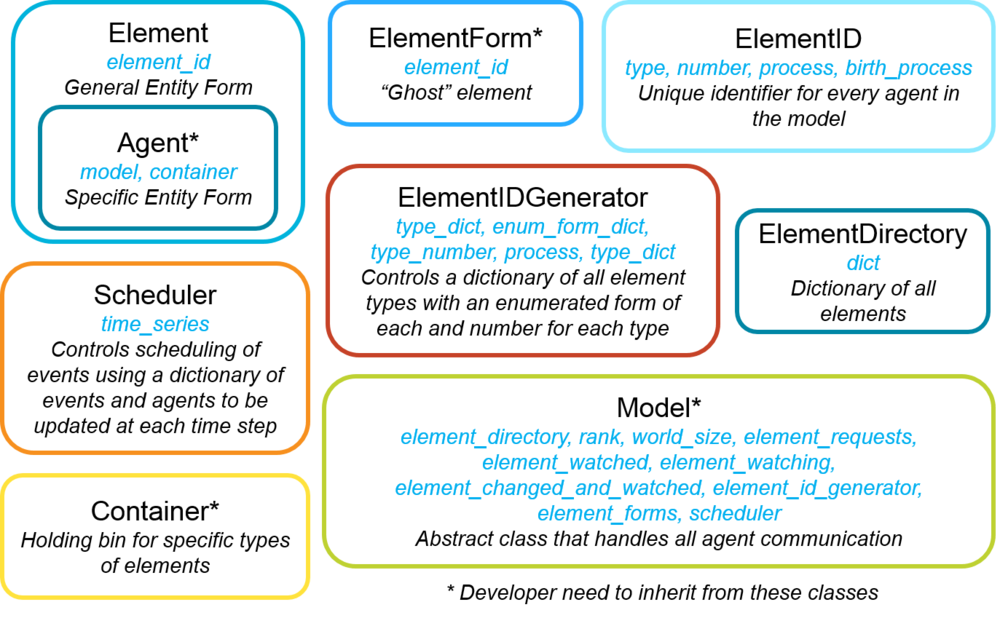 Element
element_id
General Entity Form
Agent*
model, container
Specific Entity Form
ElementForm*
element_id
“Ghost” element
ElementID
type, number, process, birth_process
Unique identifier for every agent in
the model
ElementIDGenerator
type_dict, enum_form_dict,
type_number, process, type_dict
Controls a dictionary of all element
types with an enumerated form of
each and number for each type
ElementDirectory
dict
Dictionary of all
elements
Scheduler
time_series
Controls scheduling of
events using a dictionary of
events and agents to be
updated at each time step
Model*
element_directory, rank, world_size, element_requests,
element_watched, element_watching,
element_changed_and_watched, element_id_generator,
element_forms, scheduler
Abstract class that handles all agent communication
Container*
Holding bin for specific types
of elements
* Developer need to inherit from these classes